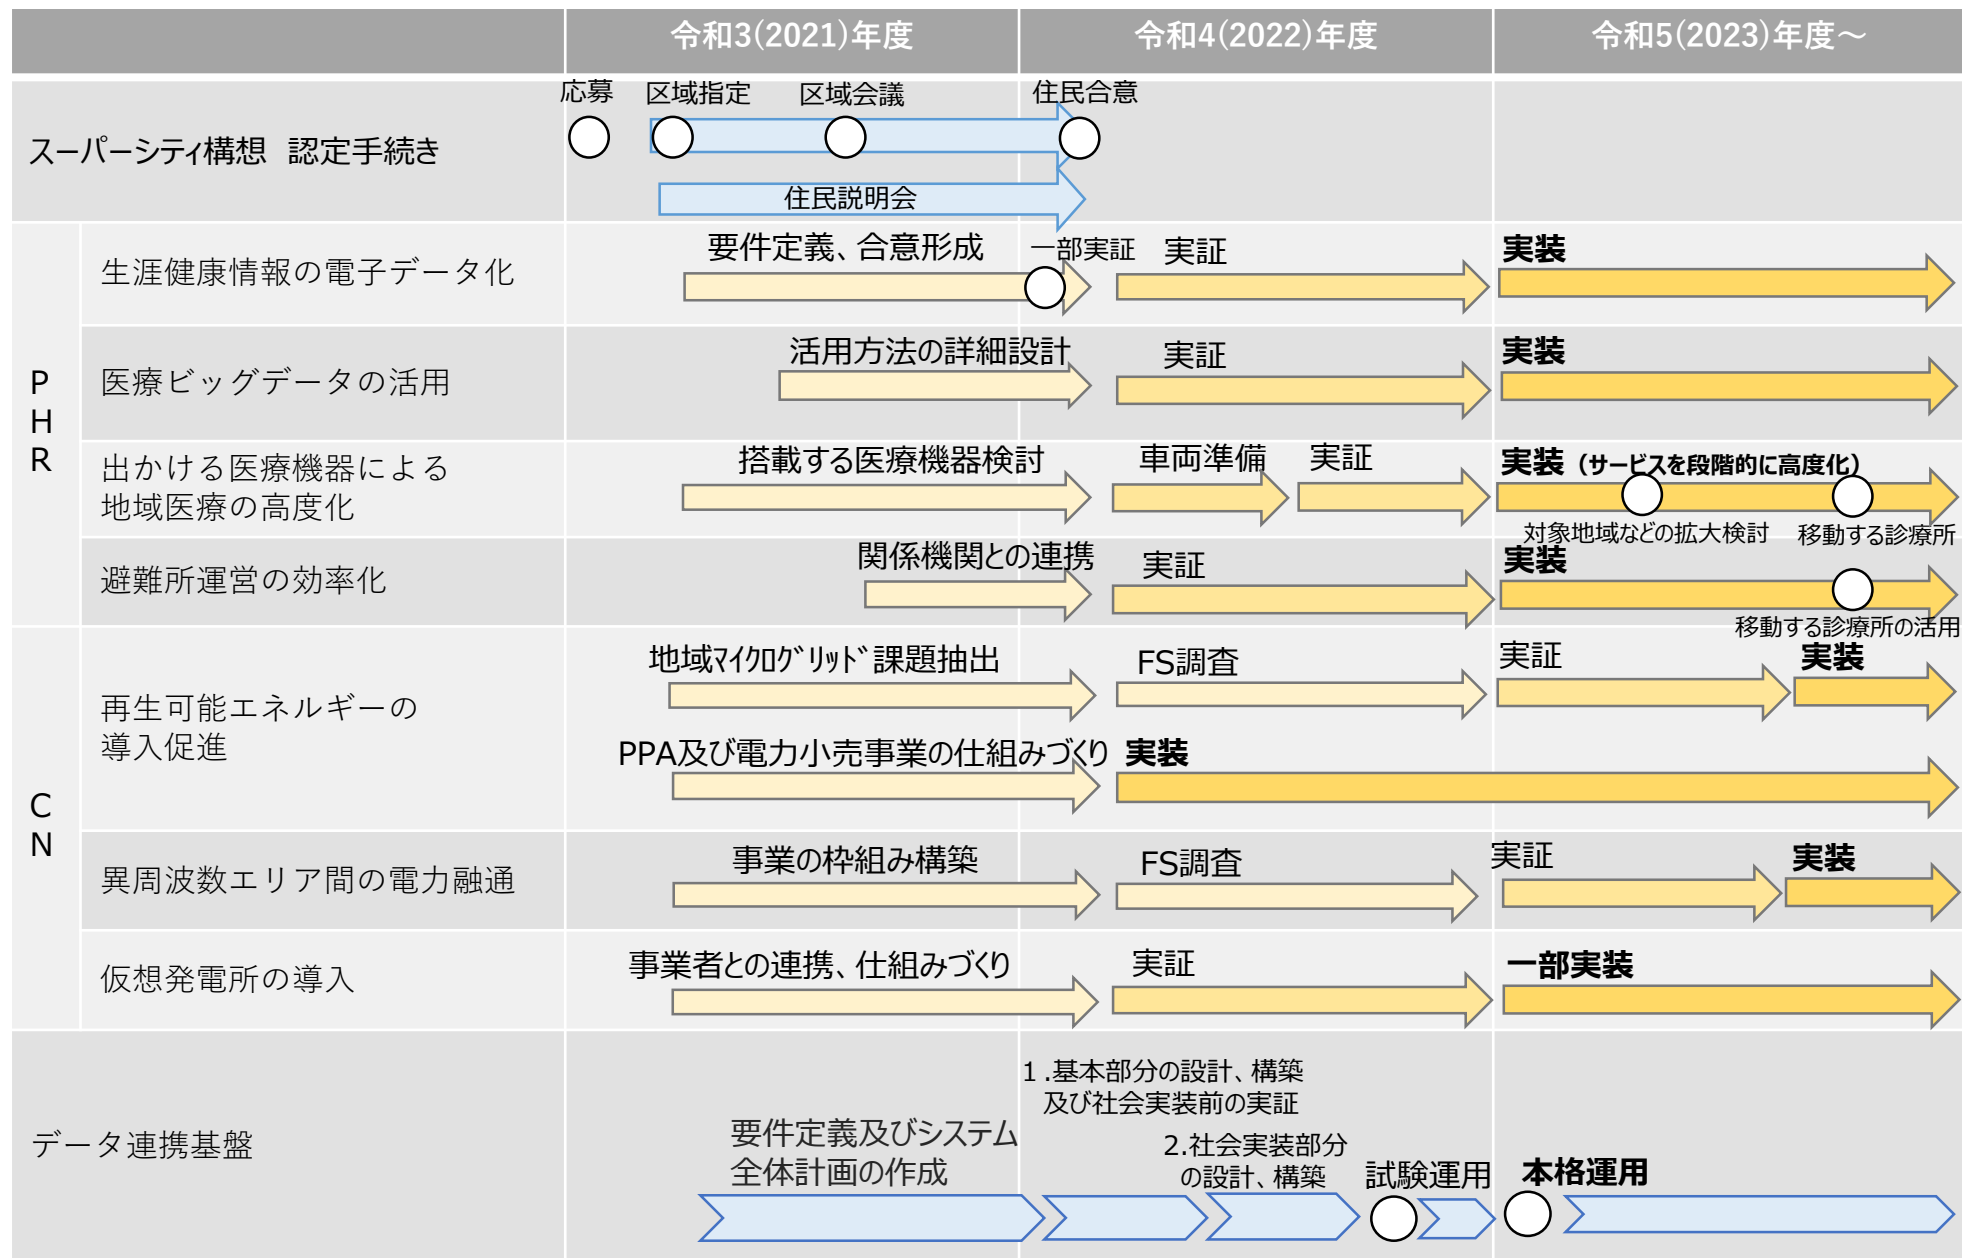 令和3(2021)年度
令和4(2022)年度
令和5(2023)年度～
スーパーシティ構想 認定手続き
応募
区域指定
区域会議
住民合意
住民説明会
PHR
生涯健康情報の電子データ化
要件定義、合意形成
一部実証
実証
実装
医療ビッグデータの活用
活用方法の詳細設計
実証
実装
出かける医療機器による
地域医療の高度化
搭載する医療機器検討
車両準備
実証
実装（サービスを段階的に高度化）
対象地域などの拡大検討
移動する診療所
避難所運営の効率化
関係機関との連携
実証
実装
移動する診療所の活用
CN
再生可能エネルギーの
導入促進
地域ﾏｲｸﾛｸﾞﾘｯﾄﾞ課題抽出
FS調査
実証
実装
PPA及び電力小売事業の仕組みづくり
実装
異周波数エリア間の電力融通
事業の枠組み構築
FS調査
実証
実装
仮想発電所の導入
事業者との連携、仕組みづくり
実証
一部実装
データ連携基盤
要件定義及びシステム
全体計画の作成
１.基本部分の設計、構築
及び社会実装前の実証
2.社会実装部分
の設計、構築
試験運用
本格運用